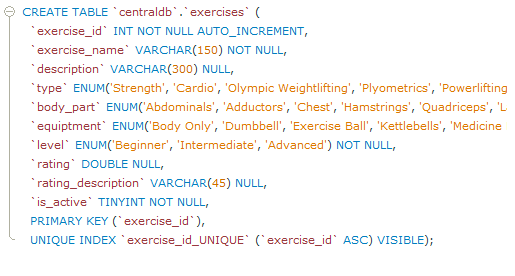 CREATE TABLE `centraldb`.`exercises` (
`exercise_id` INT NOT NULL AUTO_INCREMENT,
`exercise_name` VARCHAR(150) NOT NULL,
`description` VARCHAR(300) NULL,
`type` ENUM('Strength', 'Cardio', 'Olympic Weightlifting', 'Plyometrics', 'Powerlifting
`body_part` ENUM('Abdominals', 'Adductors', 'Chest', 'Hamstrings', 'Quadriceps',
`equiptment` ENUM('Body Only', 'Dumbbell', 'Exercise Ball', 'Kettlebells', 'Medicine
`level` ENUM('Beginner', 'Intermediate', 'Advanced') NOT NULL,
`rating` DOUBLE NULL,
`rating_description` VARCHAR(45) NULL,
`is_active` TINYINT NOT NULL,
PRIMARY KEY (`exercise_id`),
UNIQUE INDEX `exercise_id_UNIQUE` (`exercise_id` ASC) VISIBLE);